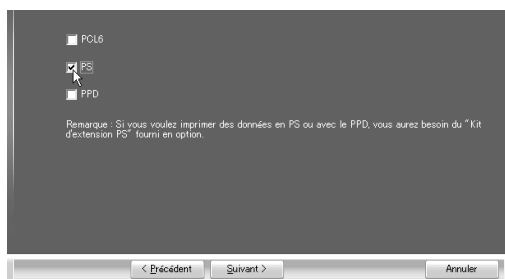 PCL6
PS
PPD
Remarque : Si vous voulez imprimer des données en PS ou avec le PPD, vous aurez besoin du "Kit
d'extension PS" fourni en option.
< Précédent
Suivant >
Annuler